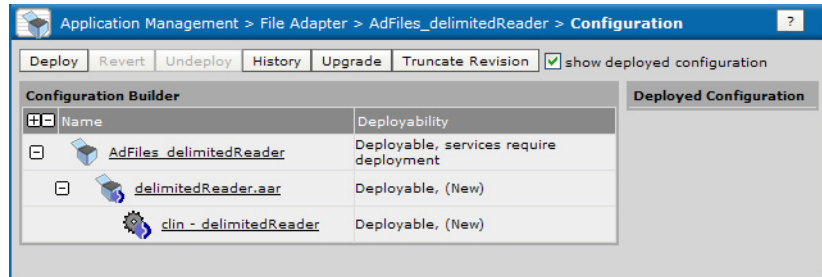 Application Management > File Adapter > AdFiles_delimitedReader > Configuration ?
Deploy Revert Undeploy History Upgrade Truncate Revision show deployed configuration
Configuration Builder Deployed Configuration
Name Deployability
AdFiles_delimitedReader Deployable, services require
deployment
delimitedReader.aar Deployable, (New)
clin - delimitedReader Deployable, (New)